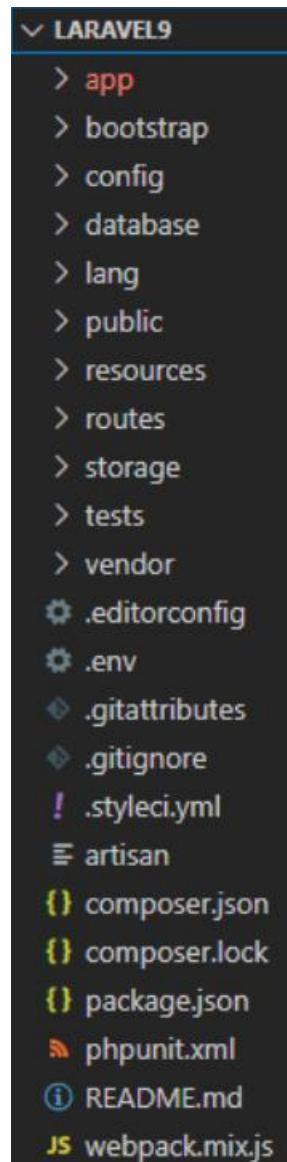 LARAVEL9
app
bootstrap
config
database
lang
public
resources
routes
storage
tests
vendor
.editorconfig
.env
.gitattributes
.gitignore
! .styleci.yml
artisan
{} composer.json
{} composer.lock
{} package.json
phpunit.xml
README.md
JS webpack.mix.js